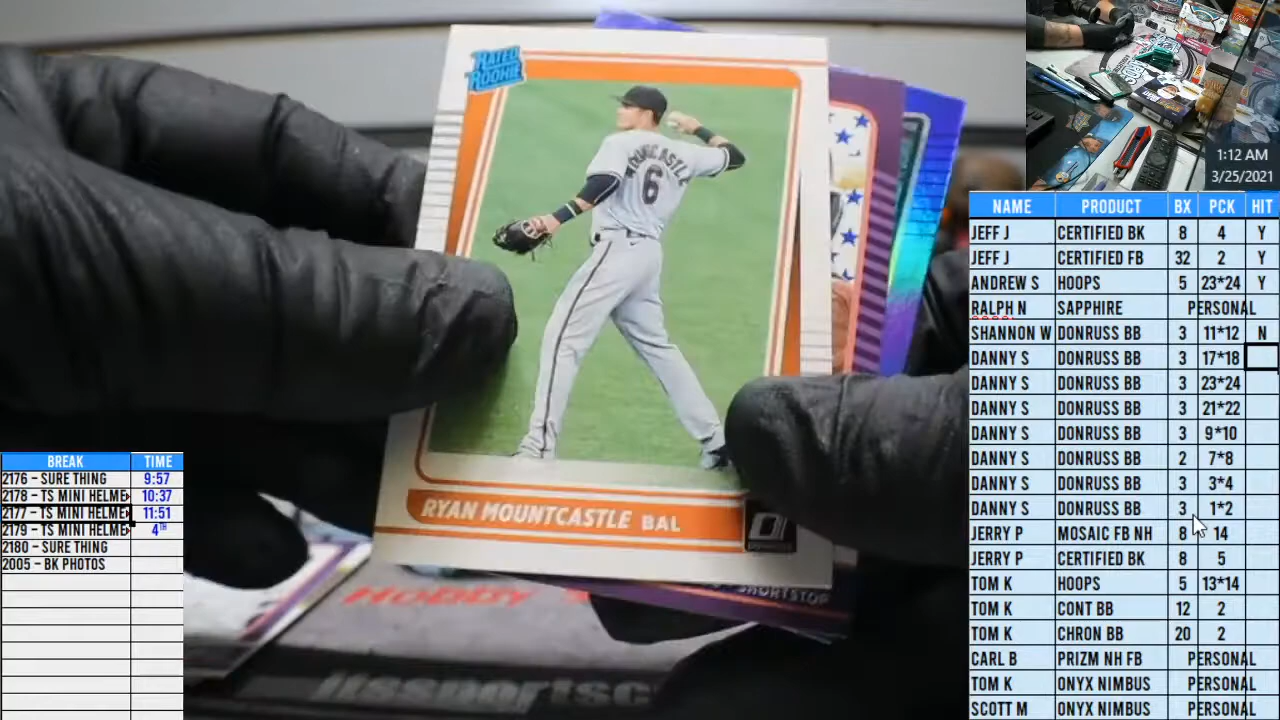 RATED
ROOKIE
MOUNTCASTLE
6
RYAN MOUNTCASTLE BAL
SHORTSTOP
HOBBY
1:12 AM
3/25/2021
NAME PRODUCT BX PCK HIT
JEFF J CERTIFIED BK 8 4 Y
JEFF J CERTIFIED FB 32 2 Y
ANDREW S HOOPS 5 23*24 Y
RALPH N SAPPHIRE PERSONAL
SHANNON W DONRUSS BB 3 11*12 N
DANNY S DONRUSS BB 3 17*18
DANNY S DONRUSS BB 3 23*24
DANNY S DONRUSS BB 3 21*22
DANNY S DONRUSS BB 3 9*10
DANNY S DONRUSS BB 2 7*8
DANNY S DONRUSS BB 3 3*4
DANNY S DONRUSS BB 3 1*2
JERRY P MOSAIC FB NH 8 14
JERRY P CERTIFIED BK 8 5
TOM K HOOPS 5 13*14
TOM K CONT BB 12 2
TOM K CHRON BB 20 2
CARL B PRIZM NH FB PERSONAL
TOM K ONYX NIMBUS PERSONAL
SCOTT M ONYX NIMBUS PERSONAL
BREAK TIME
2176 - SURE THING 9:57
2178 - TS MINI HELME 10:37
2177 - TS MINI HELME 11:51
2179 - TS MINI HELME 4TH
2180 - SURE THING
2005 - BK PHOTOS